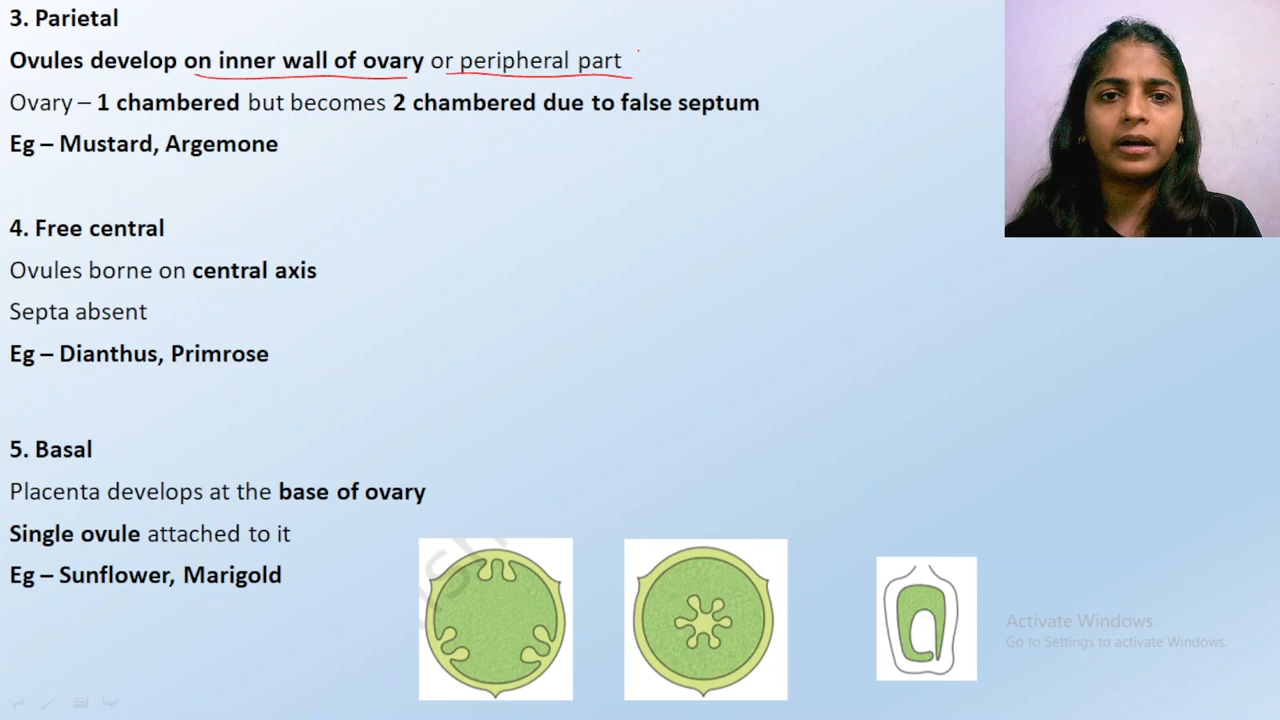 3. Parietal
Ovules develop on inner wall of ovary or peripheral part
Ovary – 1 chambered but becomes 2 chambered due to false septum
Eg – Mustard, Argemone
4. Free central
Ovules borne on central axis
Septa absent
Eg – Dianthus, Primrose
5. Basal
Placenta develops at the base of ovary
Single ovule attached to it
Eg – Sunflower, Marigold
Activate Windows
Go to Settings to activate Windows.